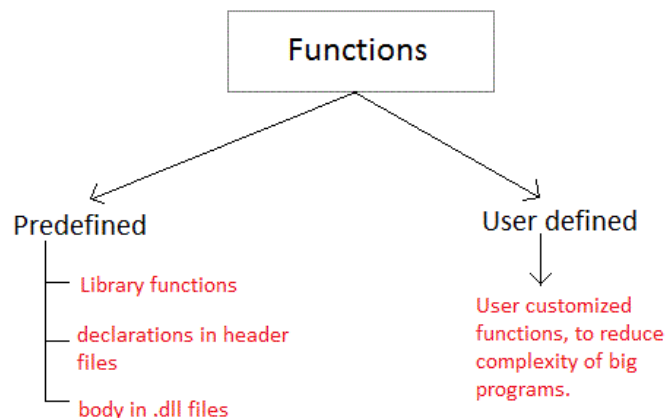 Functions
Predefined
Library functions
declarations in header
files
body in .dll files
User defined
User customized
functions, to reduce
complexity of big
programs.